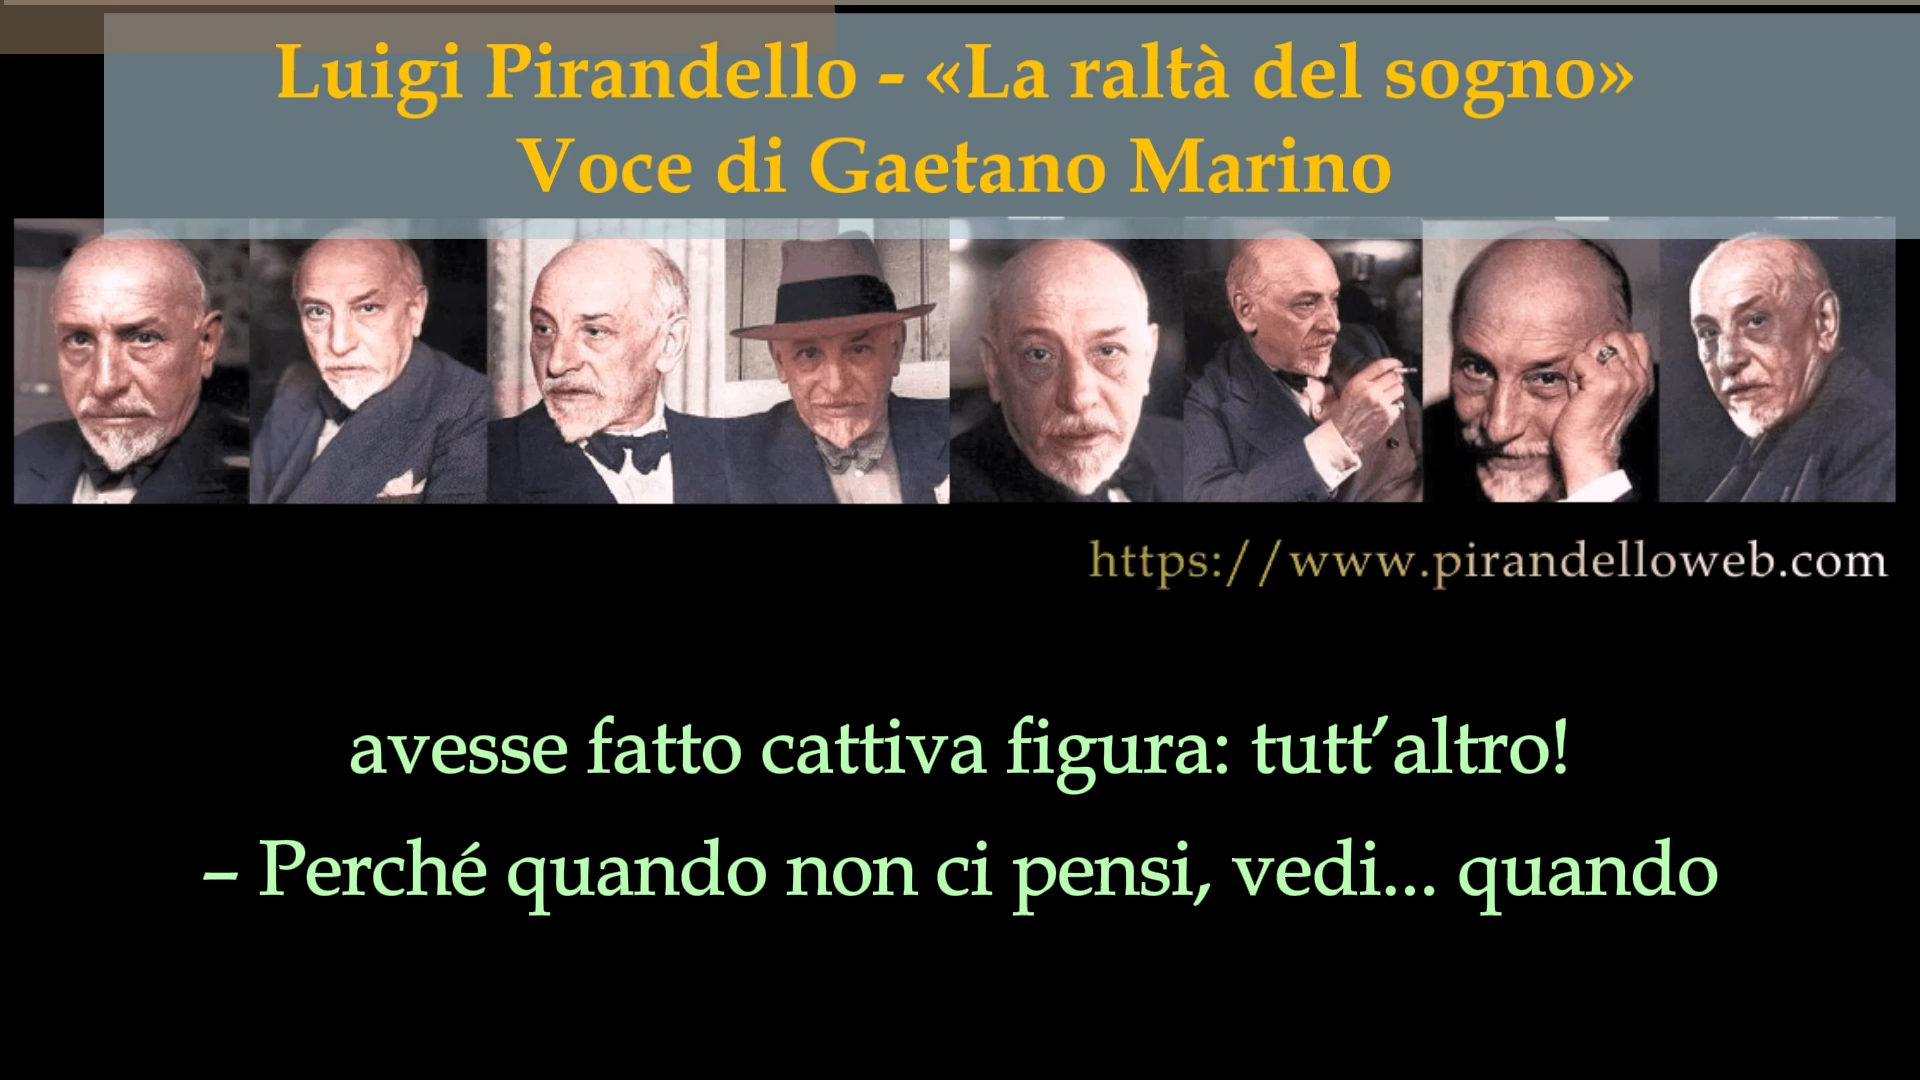 Luigi Pirandello - «La raltà del sogno»
Voce di Gaetano Marino
https://www.pirandelloweb.com
avesse fatto cattiva figura: tutt’altro!
– Perché quando non ci pensi, vedi... quando